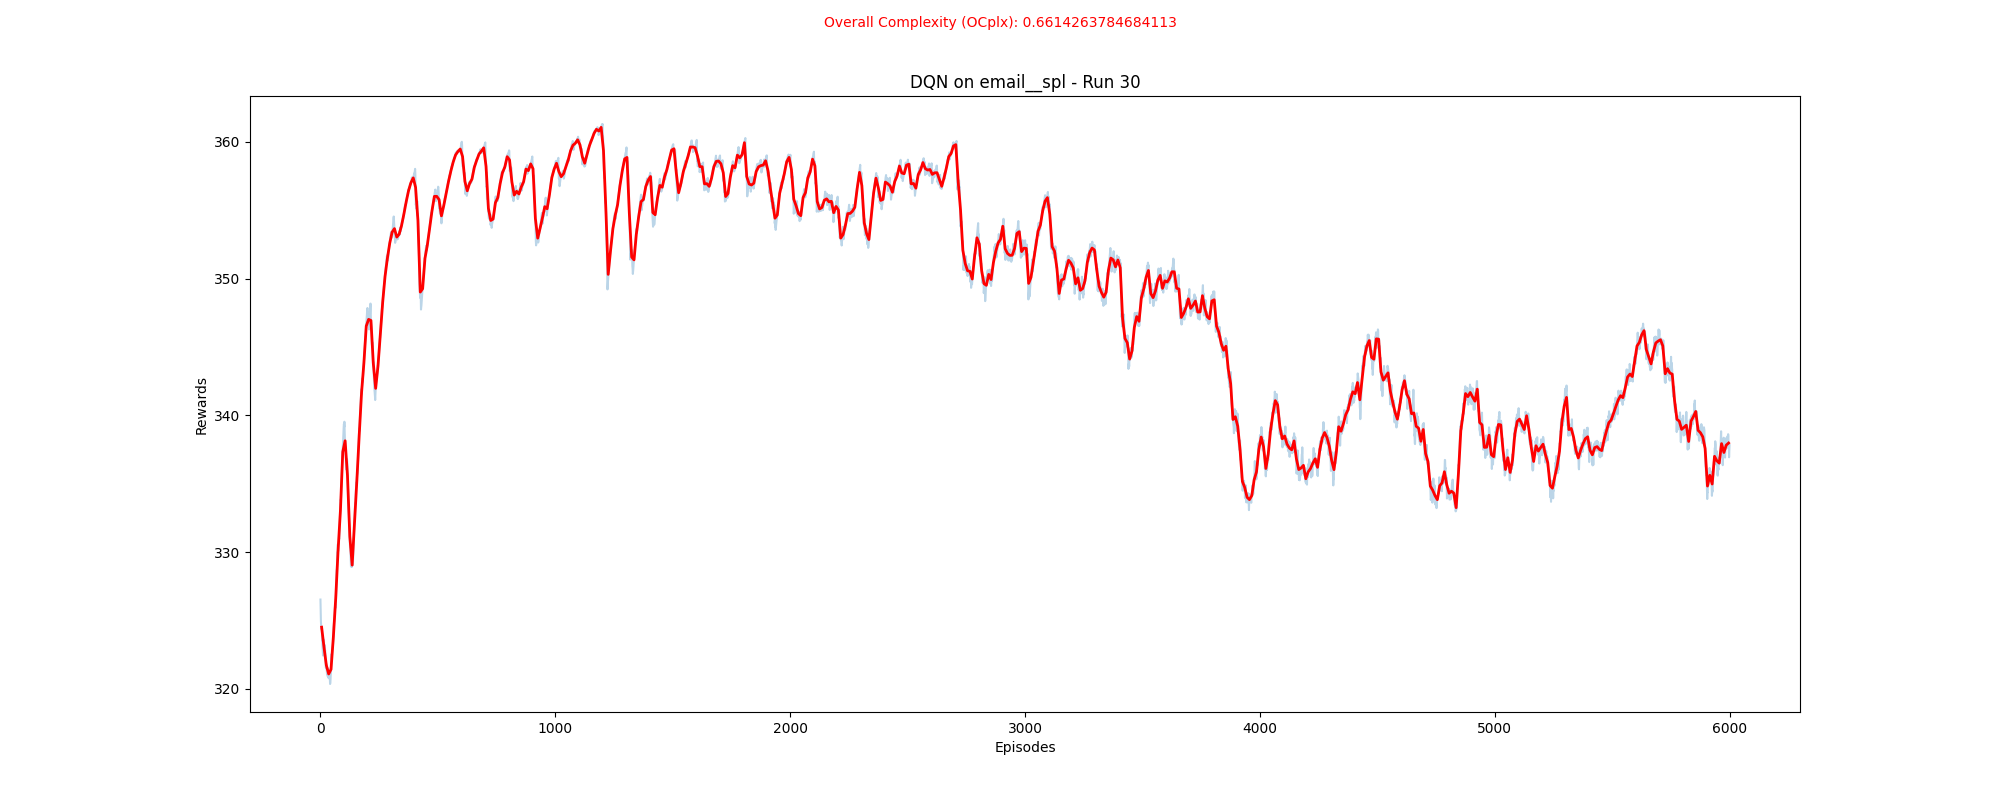 Overall Complexity (OCplx): 0.6614263784684113
DQN on email__spl - Run 30
Rewards
360
350
340
330
320
0 1000 2000 3000 4000 5000 6000
Episodes